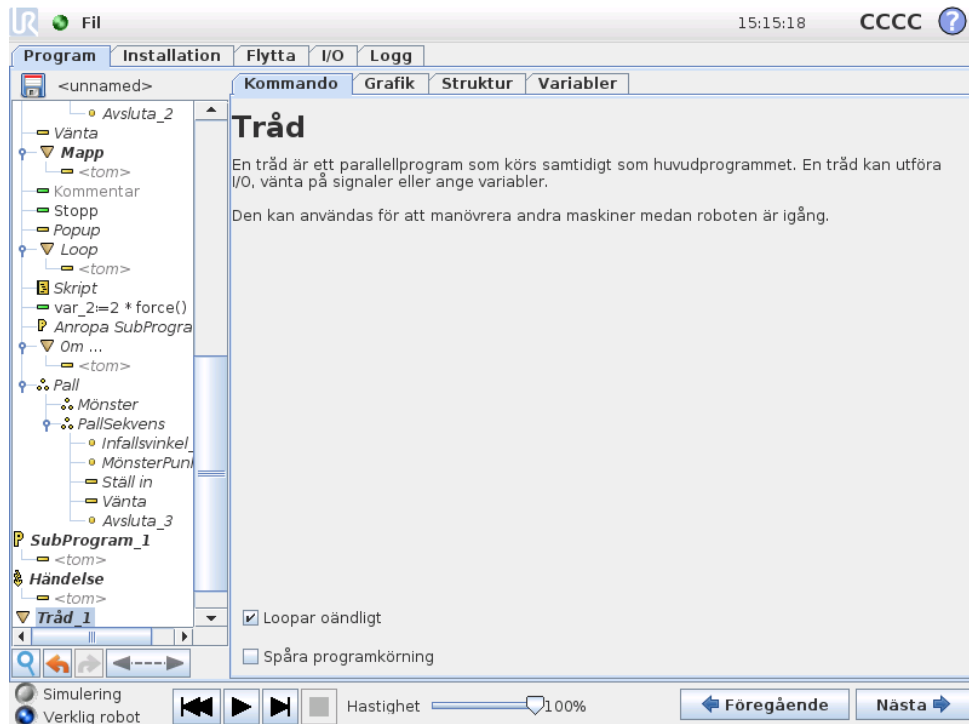 UR Fil 15:15:18 CCCC ?
Program Installation Flytta I/O Logg
<unnamed>
Kommando Grafik Struktur Variabler
Avsluta_2
Vänta
Mapp
<tom>
Kommentar
Stopp
Popup
Loop
<tom>
Skript
var_2:=2 * force()
Anropa SubProgra
Om ...
<tom>
Pall
Mönster
PallSekvens
Infallsvinkel_
MönsterPun
Ställ in
Vänta
Avsluta_3
P SubProgram_1
<tom>
Händelse
<tom>
Tråd_1
Tråd
En tråd är ett parallellprogram som körs samtidigt som huvudprogrammet. En tråd kan utföra
I/O, vänta på signaler eller ange variabler.
Den kan användas för att manövrera andra maskiner medan roboten är igång.
Loopar oändligt
Spåra programkörning
Simulering
Verklig robot
Hastighet 100%
Föregående Nästa